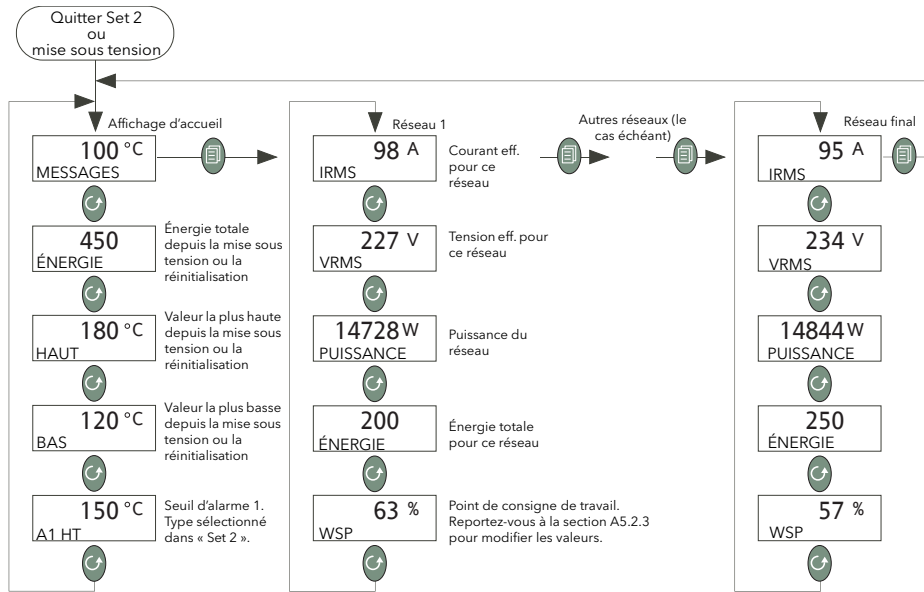 Quitter Set 2
ou
mise sous tension
Affichage d'accueil
100 °C
MESSAGES
450
ÉNERGIE
Énergie totale
depuis la mise sous
tension ou la
réinitialisation
180 °C
HAUT
Valeur la plus haute
depuis la mise sous
tension ou la
réinitialisation
120 °C
BAS
Valeur la plus basse
depuis la mise sous
tension ou la
réinitialisation
150 °C
A1 HT
Seuil d'alarme 1.
Type sélectionné
dans « Set 2 ».
Réseau 1
98 A
IRMS
Courant eff.
pour ce
réseau
227 V
VRMS
Tension eff. pour
ce réseau
14728 W
PUISSANCE
Puissance du
réseau
200
ÉNERGIE
Énergie totale
pour ce réseau
63 %
WSP
Point de consigne de travail.
Reportez-vous à la section A5.2.3
pour modifier les valeurs.
Autres réseaux (le
cas échéant)
Réseau final
95 A
IRMS
234 V
VRMS
14844 W
PUISSANCE
250
ÉNERGIE
57 %
WSP